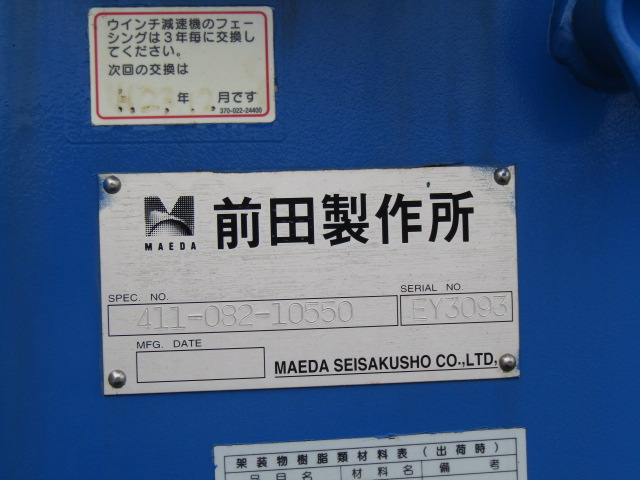 ウインチ減速機のフェー
シングは3年毎に交換し
てください。
次回の交換は
年 月です
370-022-24400
MAEDA
前田製作所
SPEC. NO.
SERIAL NO.
411-082-10550
EY3093
MFG. DATE
MAEDA SEISAKUSHO CO.,LTD,
架装物樹脂類材料表(出荷時)
品目名 材料名 備考